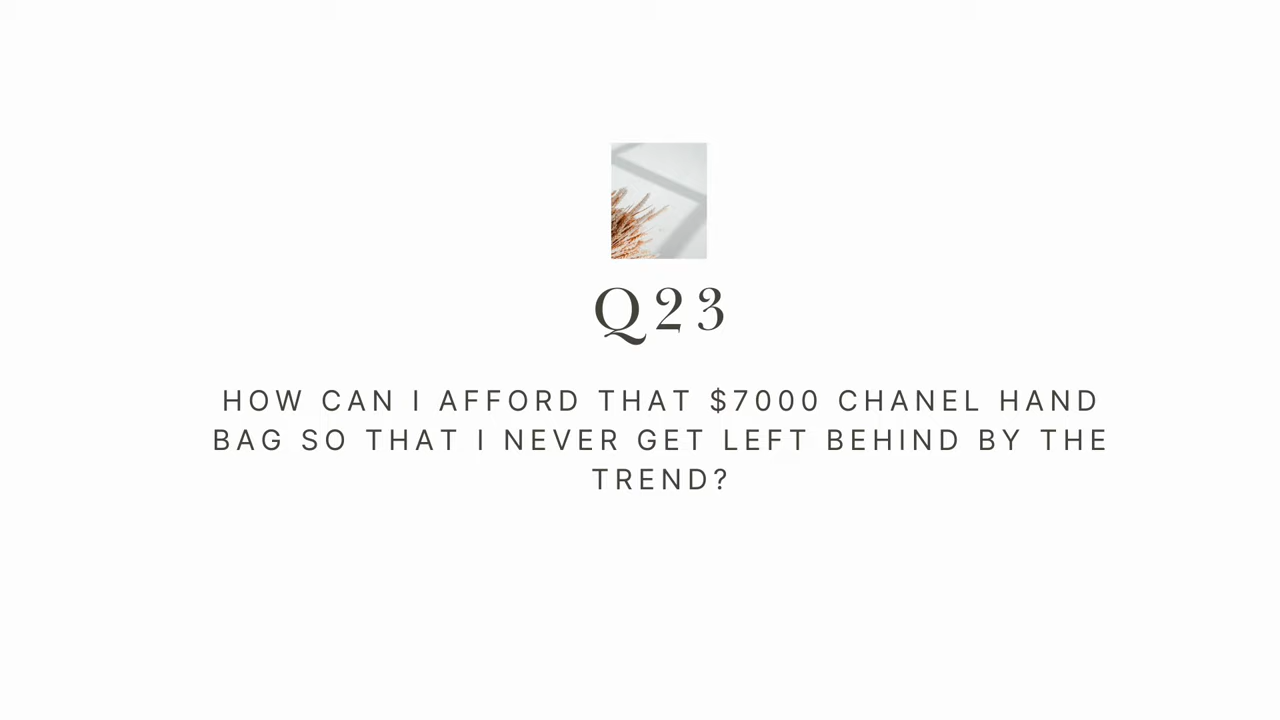 Q23
HOW CAN I AFFORD THAT $7000 CHANEL HAND
BAG SO THAT I NEVER GET LEFT BEHIND BY THE
TREND?